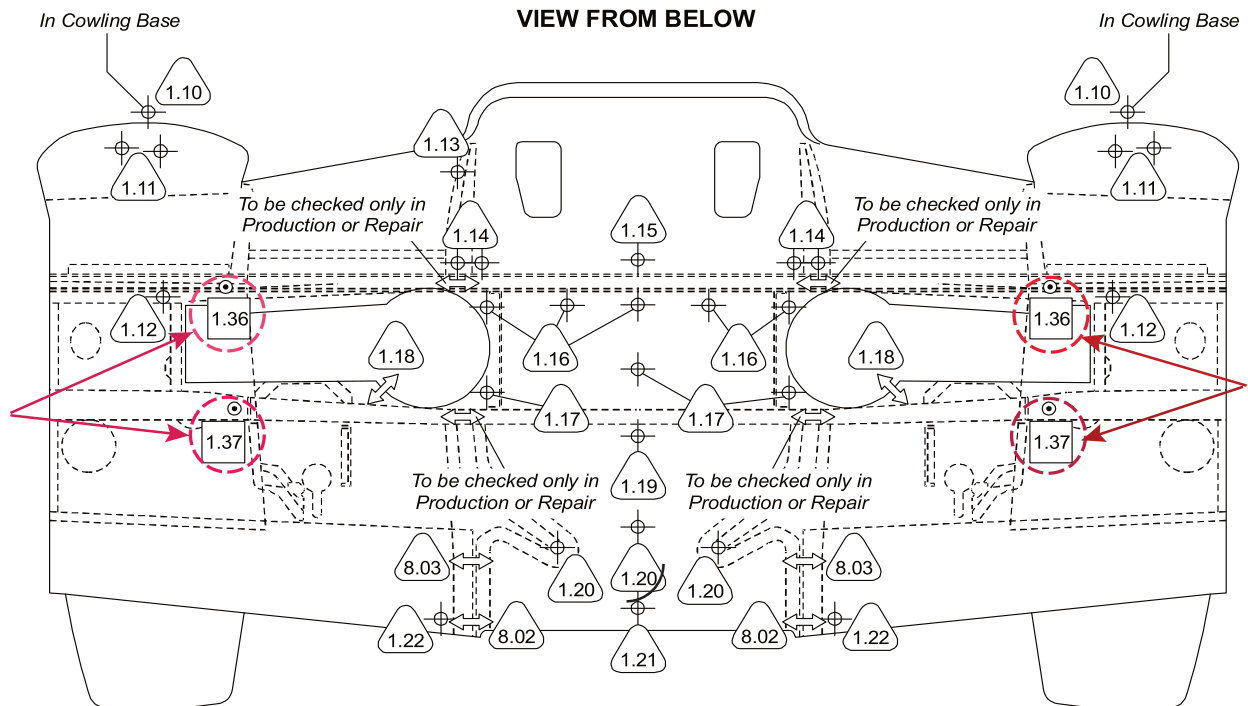 VIEW FROM BELOW
In Cowling Base
In Cowling Base
1.10
1.10
1.13
1.11
1.11
To be checked only in
Production or Repair
To be checked only in
Production or Repair
1.14
1.15
1.14
1.12
1.36
1.36
1.12
1.18
1.16
1.16
1.18
1.17
1.17
1.37
1.37
To be checked only in
Production or Repair
1.19
To be checked only in
Production or Repair
8.03
1.20
1.20
1.20
8.03
1.22
8.02
1.21
8.02
1.22